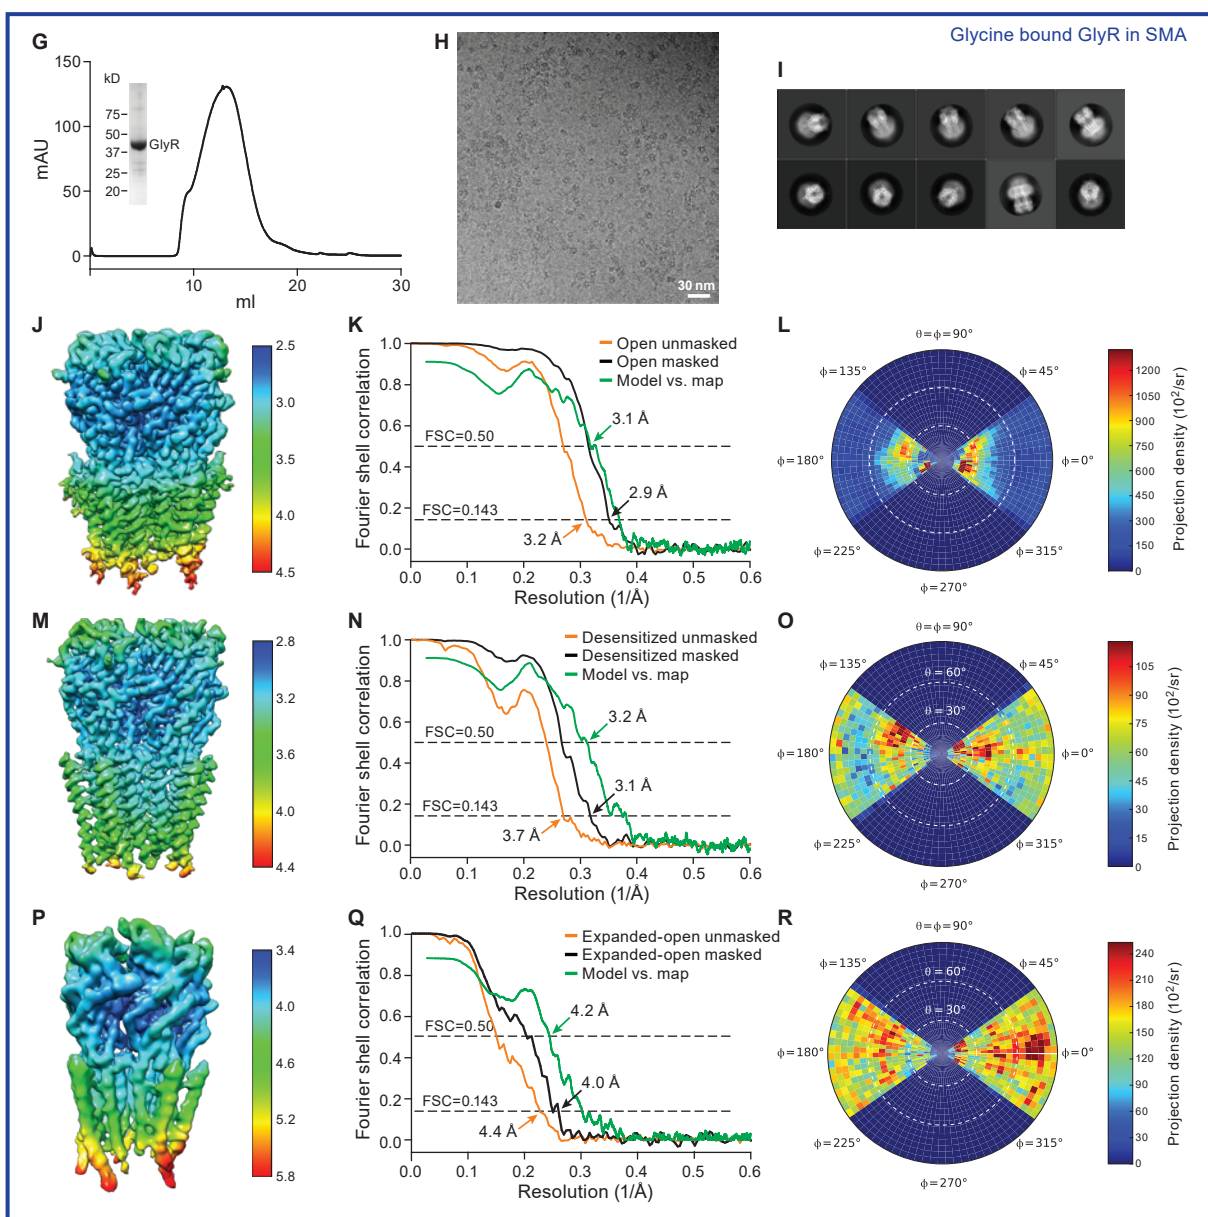 Glycine bound GlyR in SMA
G
150
100
50
0
mAU
10
20
30
ml
kD
75
50
37
25
20
GlyR
H
30 nm
I
J
2.5
3.0
3.5
4.0
4.5
K
1.0
0.8
0.6
0.4
0.2
0.0
Fourier shell correlation
Open unmasked
Open masked
Model vs. map
FSC=0.50
3.1 Å
FSC=0.143
2.9 Å
3.2 Å
0.0 0.1 0.2 0.3 0.4 0.5 0.6
Resolution (1/Å)
L
θ=ϕ=90°
ϕ=135°
ϕ=45°
ϕ=180°
ϕ=0°
ϕ=225°
ϕ=315°
ϕ=270°
1200
1050
900
750
600
450
300
150
0
Projection density (10²/sr)
M
2.8
3.2
3.6
4.0
4.4
N
1.0
0.8
0.6
0.4
0.2
0.0
Fourier shell correlation
Desensitized unmasked
Desensitized masked
Model vs. map
3.2 Å
FSC=0.50
3.1 Å
FSC=0.143
3.7 Å
0.0 0.1 0.2 0.3 0.4 0.5 0.6
Resolution (1/Å)
O
θ=ϕ=90°
ϕ=135°
ϕ=45°
θ=60°
θ=30°
ϕ=180°
ϕ=0°
ϕ=225°
ϕ=315°
ϕ=270°
105
90
75
60
45
30
15
0
Projection density (10²/sr)
P
3.4
4.0
4.6
5.2
5.8
Q
1.0
0.8
0.6
0.4
0.2
0.0
Fourier shell correlation
Expanded-open unmasked
Expanded-open masked
Model vs. map
4.2 Å
FSC=0.50
4.0 Å
FSC=0.143
4.4 Å
0.0 0.1 0.2 0.3 0.4 0.5 0.6
Resolution (1/Å)
R
θ=ϕ=90°
ϕ=135°
ϕ=45°
θ=60°
θ=30°
ϕ=180°
ϕ=0°
ϕ=225°
ϕ=315°
ϕ=270°
240
210
180
150
120
90
60
30
0
Projection density (10²/sr)